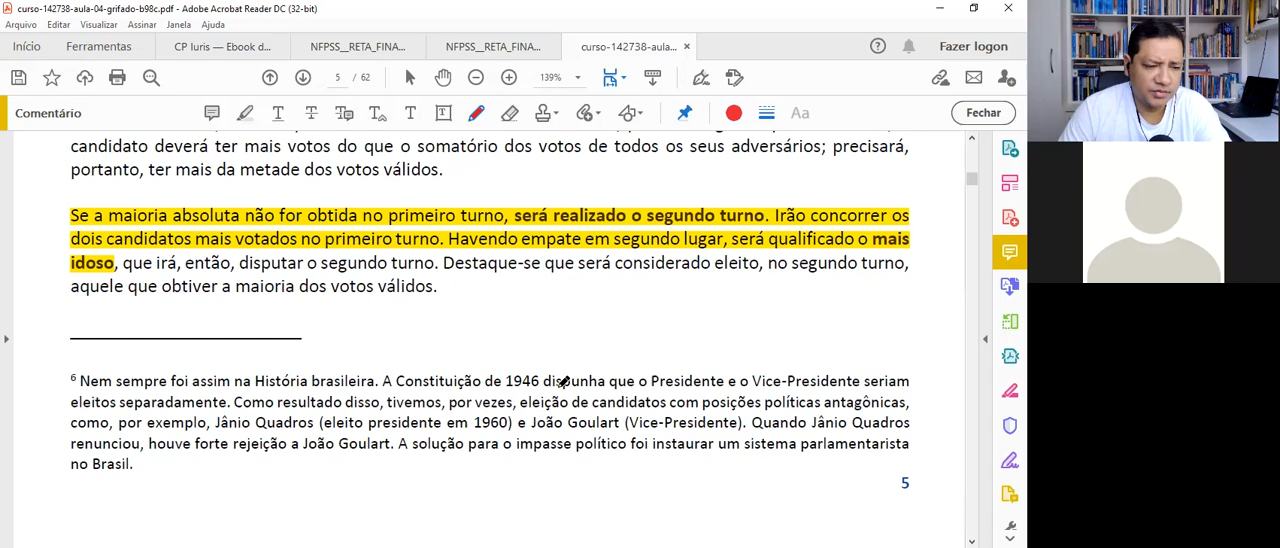 curso-142738-aula-04-grifado-b98c.pdf - Adobe Acrobat Reader DC (32-bit)
Arquivo Editar Visualizar Assinar Janela Ajuda
Início Ferramentas CP Iuris — Ebook d... NFPSS_RETA_FINA... NFPSS_RETA_FINA... curso-142738-aula... × Fazer logon
5 / 62 139%
Comentário Aa Fechar
candidato deverá ter mais votos do que o somatório dos votos de todos os seus adversários; precisará,
portanto, ter mais da metade dos votos válidos.
Se a maioria absoluta não for obtida no primeiro turno, será realizado o segundo turno. Irão concorrer os
dois candidatos mais votados no primeiro turno. Havendo empate em segundo lugar, será qualificado o mais
idoso, que irá, então, disputar o segundo turno. Destaque-se que será considerado eleito, no segundo turno,
aquele que obtiver a maioria dos votos válidos.
6 Nem sempre foi assim na História brasileira. A Constituição de 1946 dispunha que o Presidente e o Vice-Presidente seriam
eleitos separadamente. Como resultado disso, tivemos, por vezes, eleição de candidatos com posições políticas antagônicas,
como, por exemplo, Jânio Quadros (eleito presidente em 1960) e João Goulart (Vice-Presidente). Quando Jânio Quadros
renunciou, houve forte rejeição a João Goulart. A solução para o impasse político foi instaurar um sistema parlamentarista
no Brasil.
5